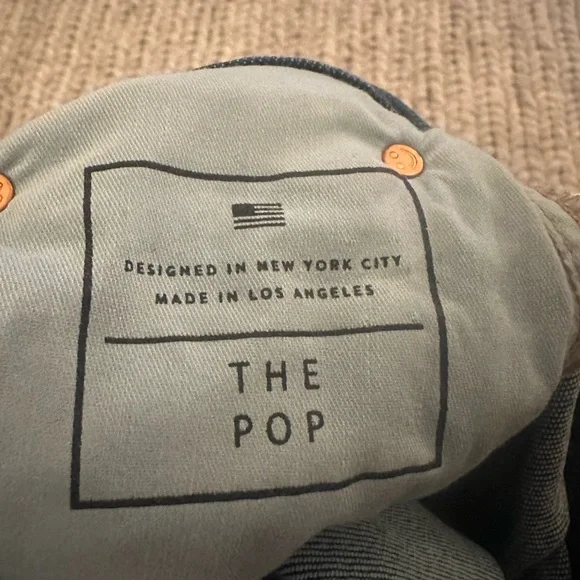 DESIGNED IN NEW YORK CITY
MADE IN LOS ANGELES
THE
POP